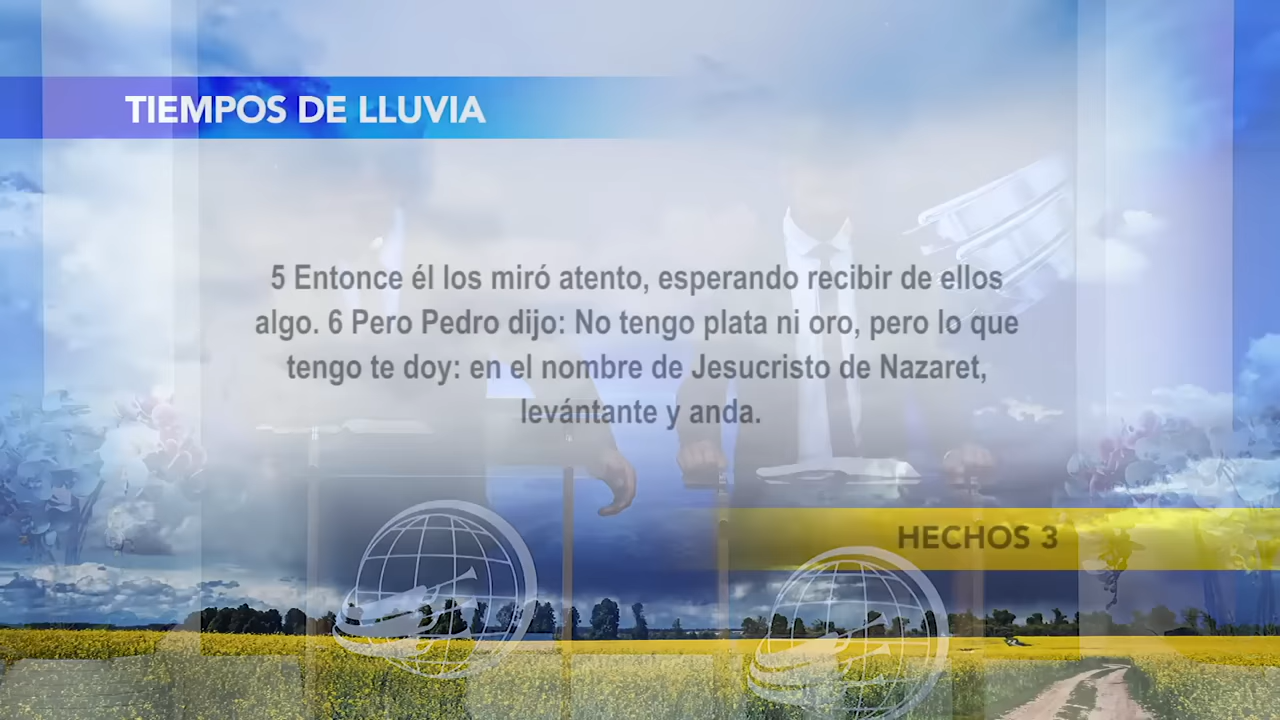 TIEMPOS DE LLUVIA
5 Entonce él los miró atento, esperando recibir de ellos
algo. 6 Pero Pedro dijo: No tengo plata ni oro, pero lo que
tengo te doy: en el nombre de Jesucristo de Nazaret,
levántante y anda.
HECHOS 3